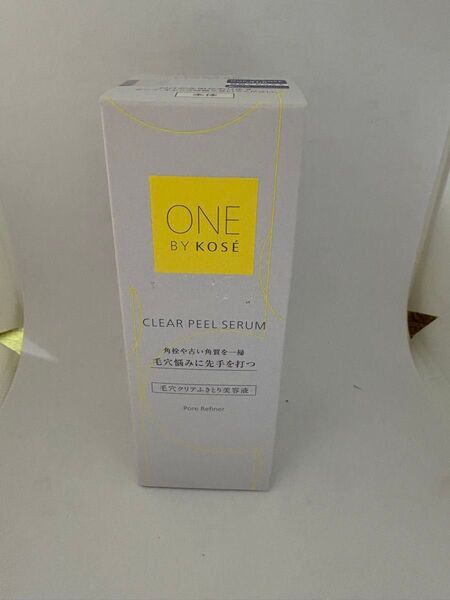 本体
ONE
BY KOSÉ
CLEAR PEEL SERUM
角栓や古い角質を一掃
毛穴悩みに先手を打つ
毛穴クリアふきとり美容液
Pore Refiner